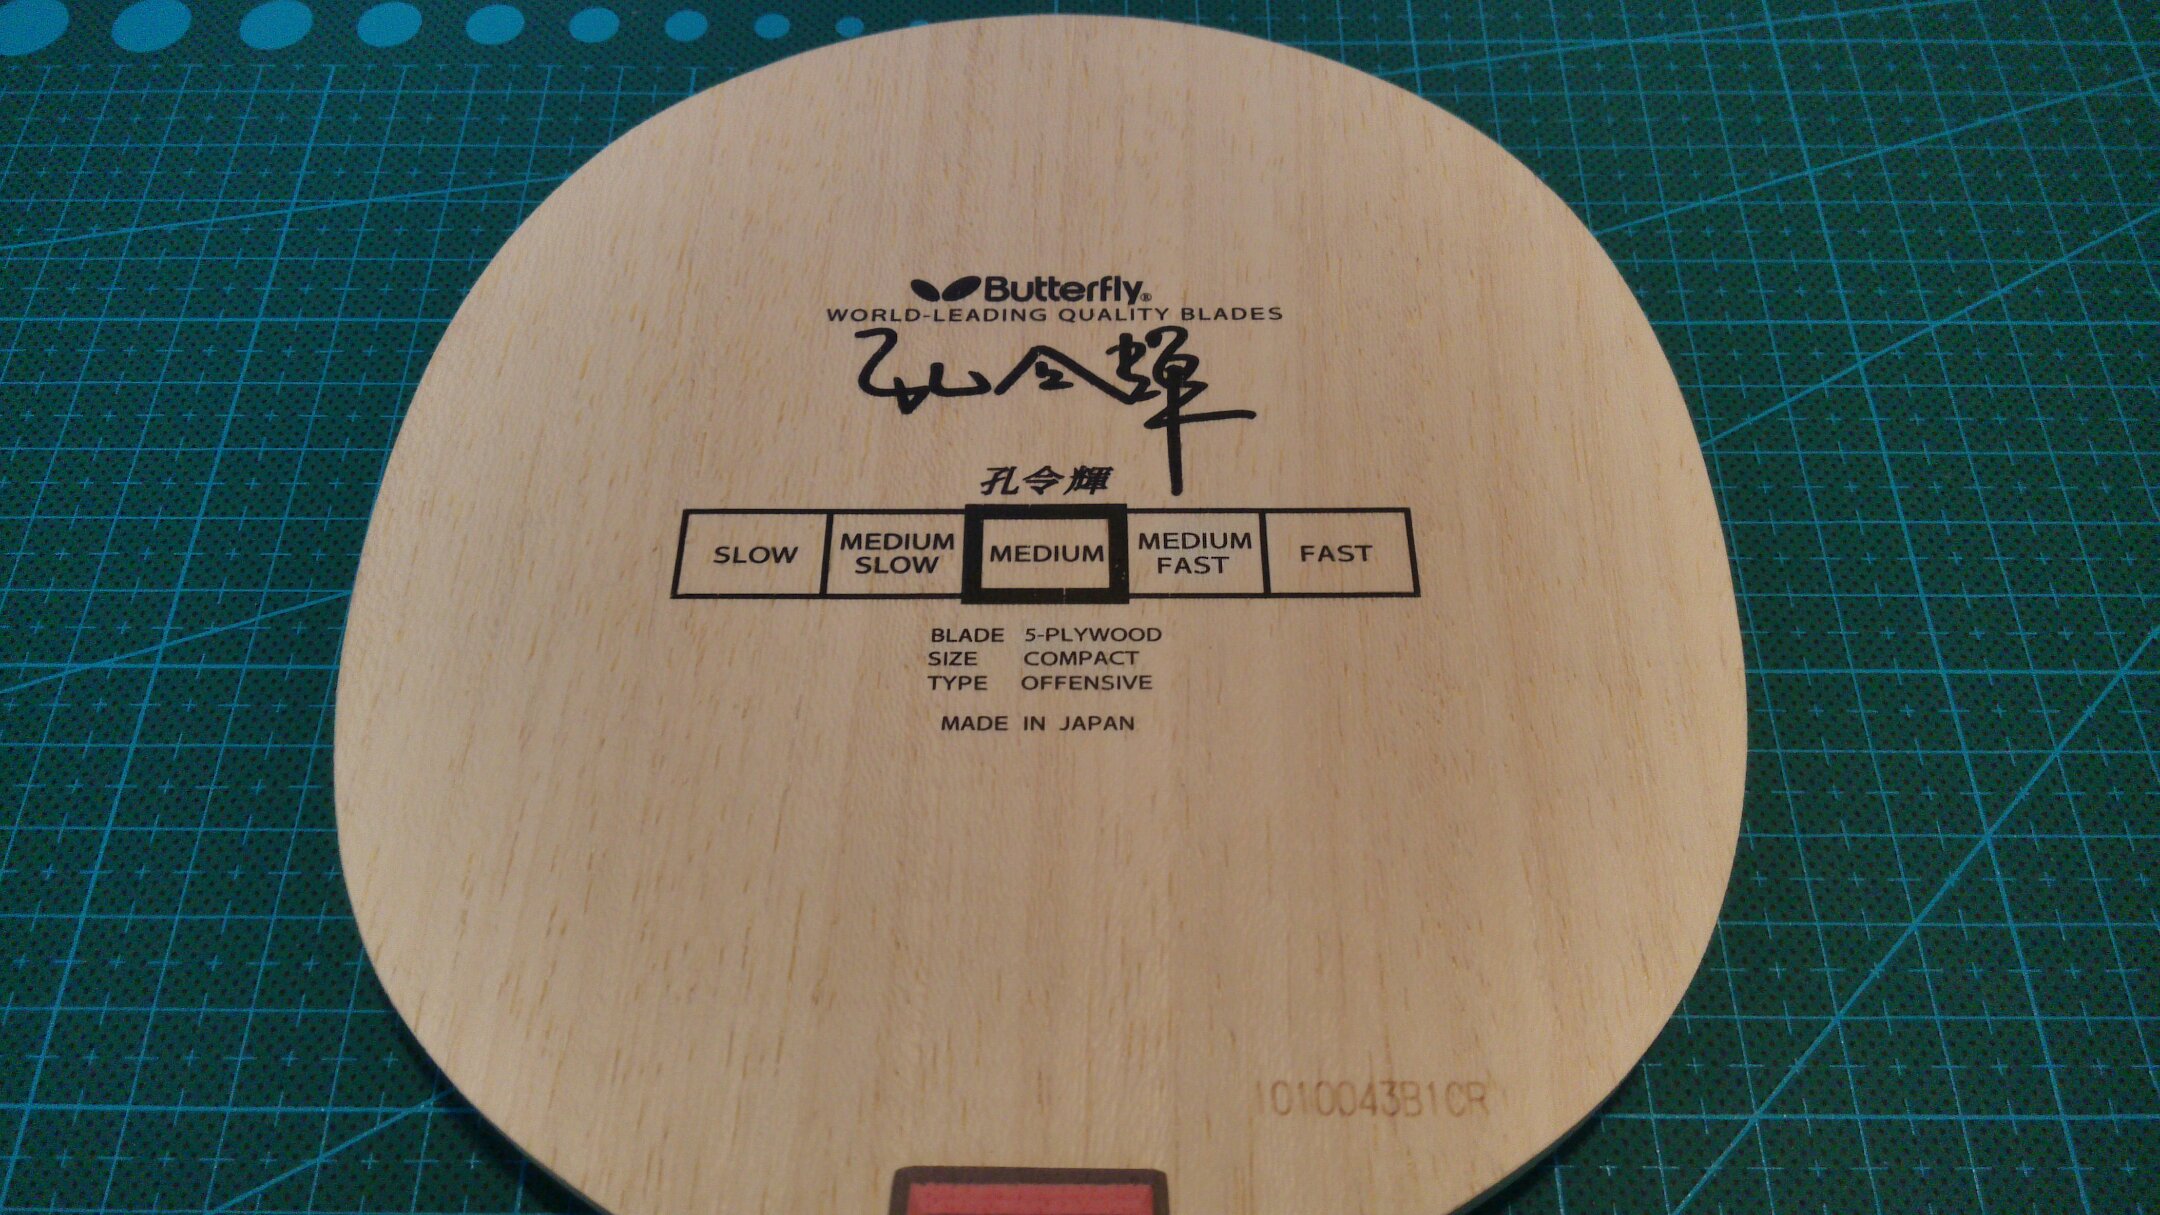 Butterfly®
WORLD-LEADING QUALITY BLADES
孔令輝
孔令輝
SLOW MEDIUM SLOW MEDIUM MEDIUM FAST FAST
BLADE 5-PLYWOOD
SIZE COMPACT
TYPE OFFENSIVE
MADE IN JAPAN
1010043B1CR